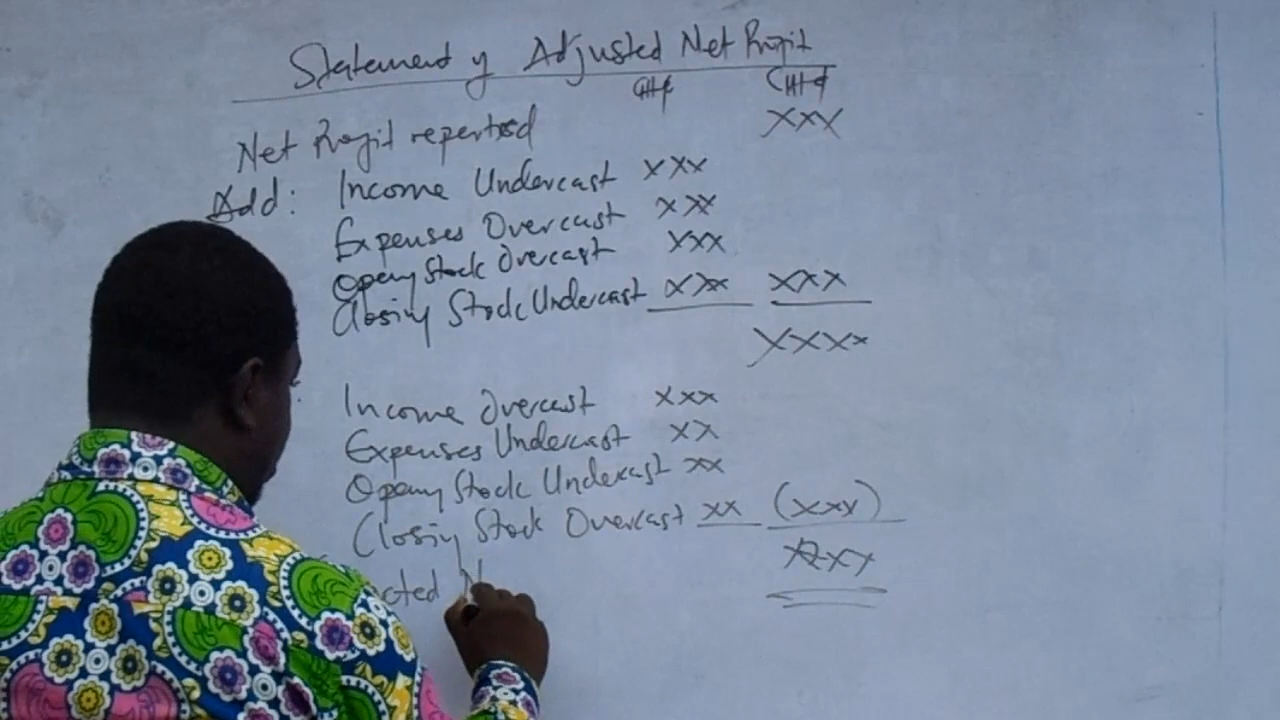 Statement of Adjusted Net Profit
GH¢ GH¢
Net Profit reported XXX
Add: Income Undercast XXX
Expenses Overcast XXX
Opening Stock Overcast XXX
Closing Stock Undercast XXX XXX
XXXX
Income Overcast XXX
Expenses Undercast XX
Opening Stock Undercast XX
Closing Stock Overcast XX (XXX)
XXXX
cted N